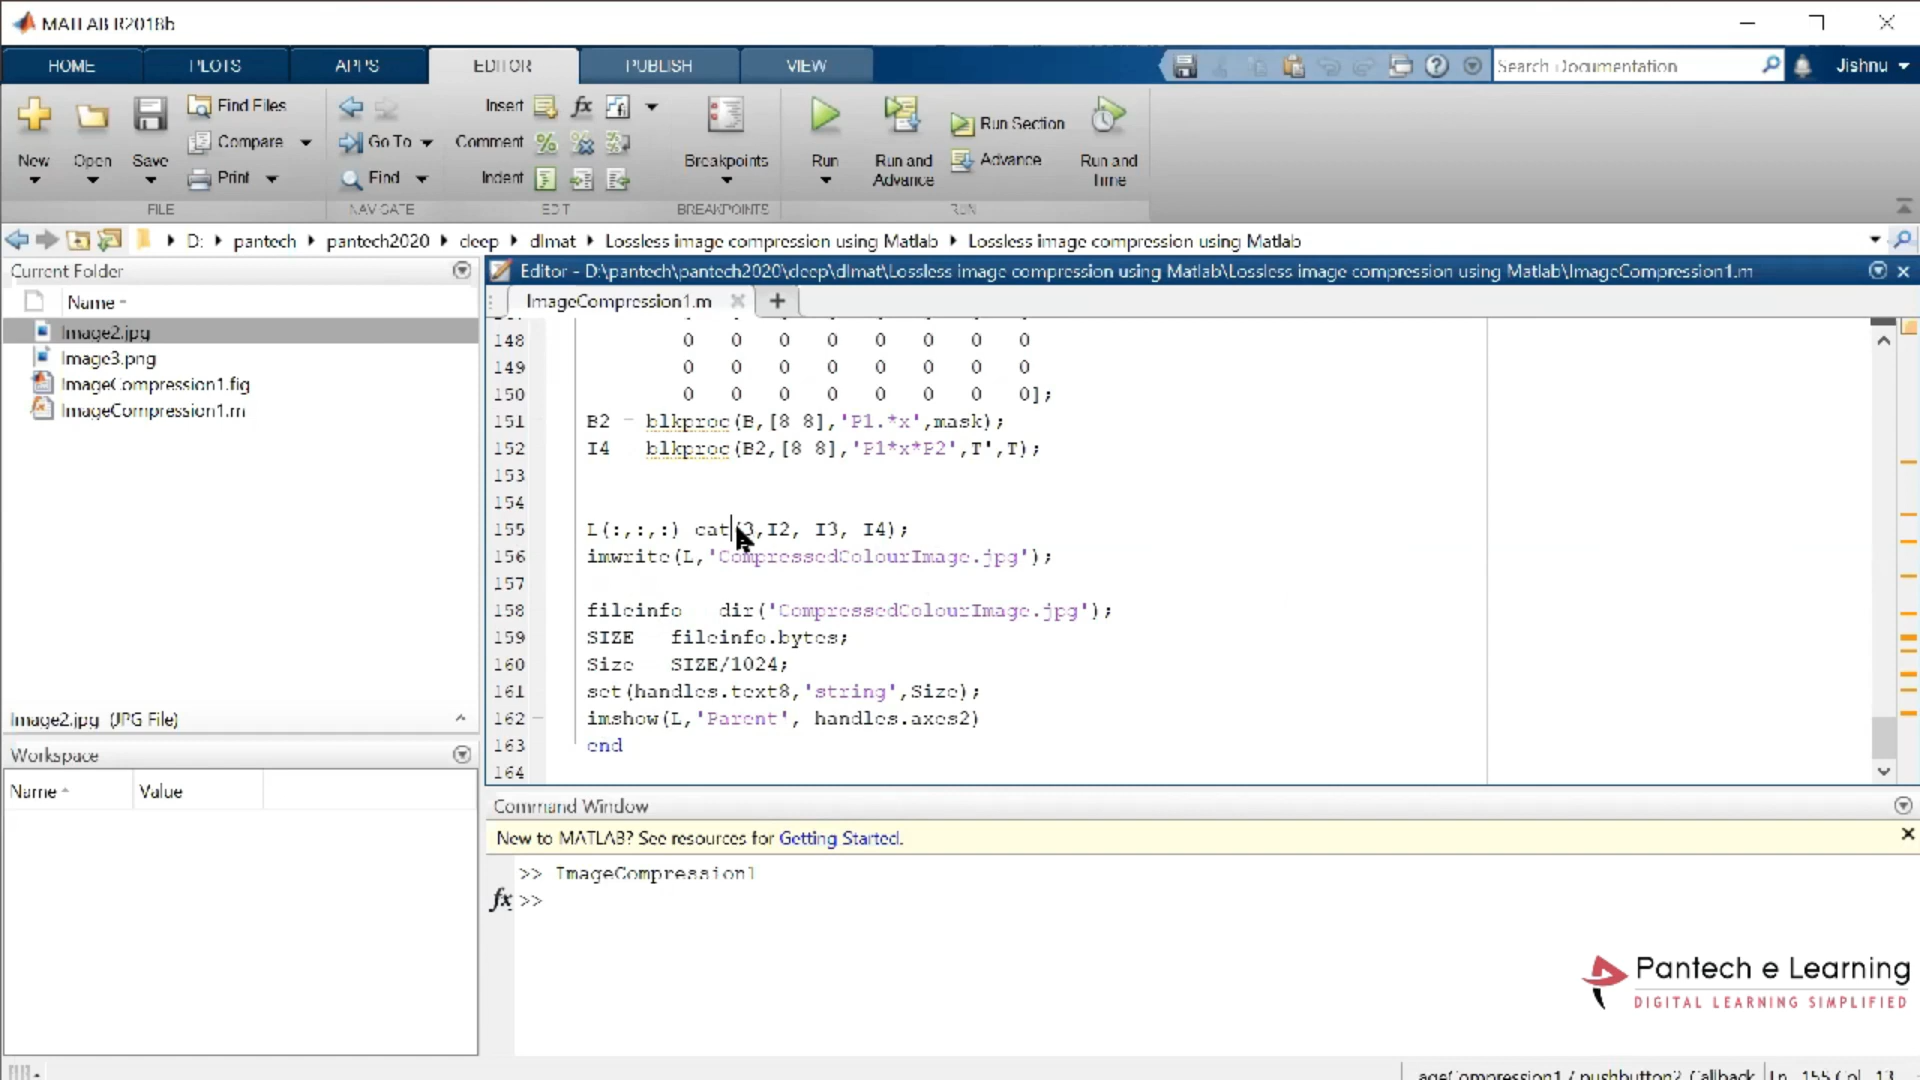 MATLAB R2018b
HOME PLOTS APPS EDITOR PUBLISH VIEW Search Documentation Jishnu
New Open Save Find Files Compare Print
FILE
Go To Find
NAVIGATE
Insert Comment Indent
EDIT
Breakpoints
BREAKPOINTS
Run Run and Advance Run Section Advance Run and Time
RUN
D: pantech pantech2020 deep dlmat Lossless image compression using Matlab Lossless image compression using Matlab
Current Folder
Name
Image2.jpg
Image3.png
ImageCompression1.fig
ImageCompression1.m
Image2.jpg (JPG File)
Workspace
Name Value
Editor - D:\pantech\pantech2020\deep\dlmat\Lossless image compression using Matlab\Lossless image compression using Matlab\ImageCompression1.m
ImageCompression1.m
148 0 0 0 0 0 0 0 0
149 0 0 0 0 0 0 0 0
150 0 0 0 0 0 0 0 0];
151 B2 = blkproc(B,[8 8],'P1.*x',mask);
152 I4 blkproc(B2,[8 8],'P1*x*P2',T',T);
153
154
155 L(:,:,:) cat(3,I2, I3, I4);
156 imwrite(L,'CompressedColourImage.jpg');
157
158 fileinfo dir('CompressedColourImage.jpg');
159 SIZE fileinfo.bytes;
160 Size SIZE/1024;
161 set(handles.text8,'string',Size);
162 imshow(L,'Parent', handles.axes2)
163 end
164
Command Window
New to MATLAB? See resources for Getting Started.
>> ImageCompression1
fx >>
Pantech e Learning
DIGITAL LEARNING SIMPLIFIED
ageCompression1 / pushbutton2_Callback Ln 155 Col 13